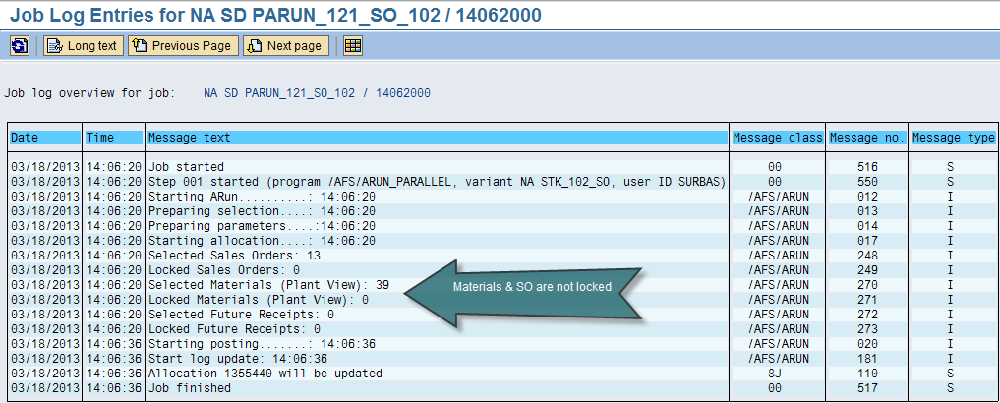 Job Log Entries for NA SD PARUN_121_SO_102 / 14062000
Long text Previous Page Next page
Job log overview for job: NA SD PARUN_121_SO_102 / 14062000
Date Time Message text Message class Message no. Message type
03/18/2013 14:06:20 Job started 00 516 S
03/18/2013 14:06:20 Step 001 started (program /AFS/ARUN_PARALLEL, variant NA STK_102_SO, user ID SURBAS) 00 550 S
03/18/2013 14:06:20 Starting ARun..........: 14:06:20 /AFS/ARUN 012 I
03/18/2013 14:06:20 Preparing selection....: 14:06:20 /AFS/ARUN 013 I
03/18/2013 14:06:20 Preparing parameters....:14:06:20 /AFS/ARUN 014 I
03/18/2013 14:06:20 Starting allocation....: 14:06:20 /AFS/ARUN 017 I
03/18/2013 14:06:20 Selected Sales Orders: 13 /AFS/ARUN 248 I
03/18/2013 14:06:20 Locked Sales Orders: 0 /AFS/ARUN 249 I
03/18/2013 14:06:20 Selected Materials (Plant View): 39 /AFS/ARUN 270 I
Materials & SO are not locked
03/18/2013 14:06:20 Locked Materials (Plant View): 0 /AFS/ARUN 271 I
03/18/2013 14:06:20 Selected Future Receipts: 0 /AFS/ARUN 272 I
03/18/2013 14:06:20 Locked Future Receipts: 0 /AFS/ARUN 273 I
03/18/2013 14:06:36 Starting posting.......: 14:06:36 /AFS/ARUN 020 I
03/18/2013 14:06:36 Start log update: 14:06:36 /AFS/ARUN 181 I
03/18/2013 14:06:36 Allocation 1355440 will be updated 8J 110 S
03/18/2013 14:06:36 Job finished 00 517 S